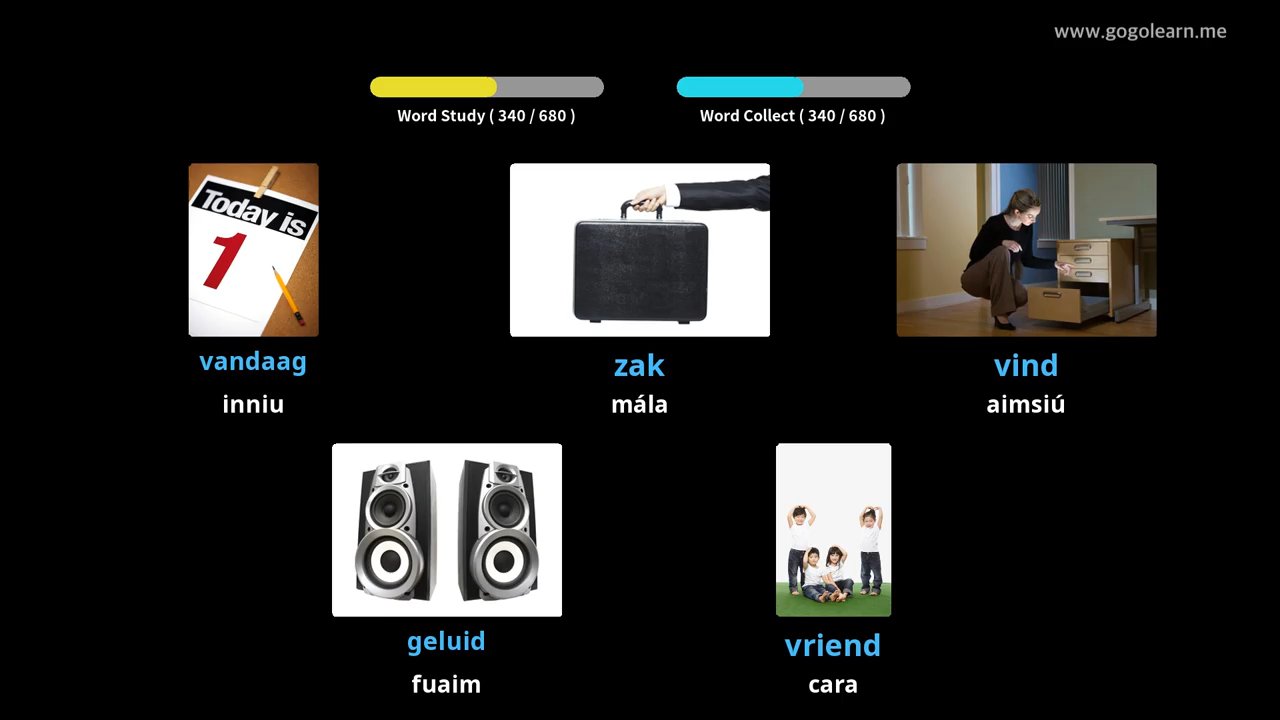 www.gogolearn.me
Word Study ( 340 / 680 )
Word Collect ( 340 / 680 )
Today is
1
vandaag
inniu
zak
mála
vind
aimsiú
geluid
fuaim
vriend
cara